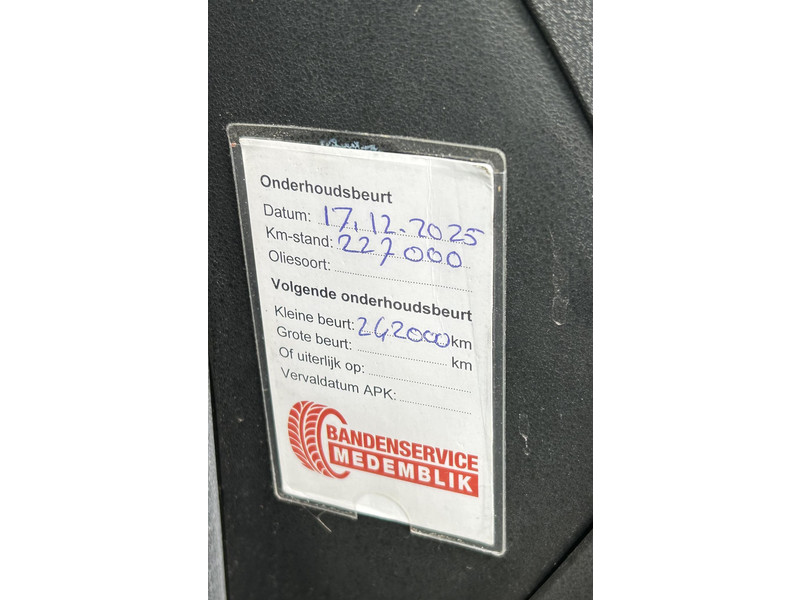 Onderhoudsbeurt
Datum: 17.12.2025
Km-stand: 227000
Oliesoort:
Volgende onderhoudsbeurt
Kleine beurt: 242000 km
Grote beurt: km
Of uiterlijk op:
Vervaldatum APK:
BANDENSERVICE
MEDEMBLIK